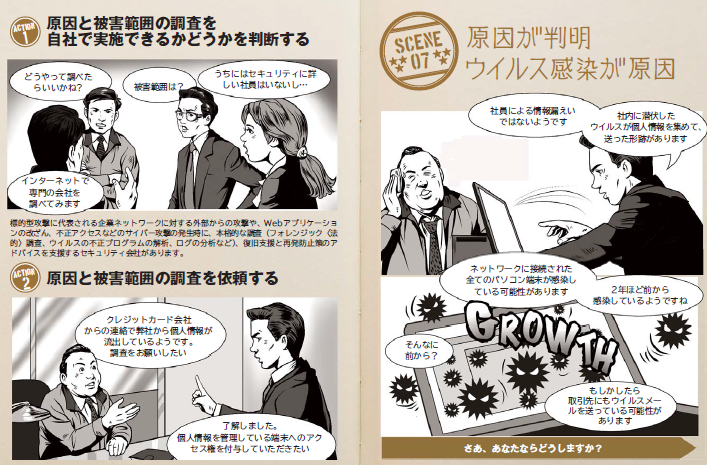 ACTION
1
原因と被害範囲の調査を
自社で実施できるかどうかを判断する
どうやって調べた
らいいかね？
被害範囲は？
うちにはセキュリティに詳
しい社員はいないし…
インターネットで
専門の会社を
調べてみます
標的型攻撃に代表される企業ネットワークに対する外部からの攻撃や、Webアプリケーショ
ンの改ざん、不正アクセスなどのサイバー攻撃の発生時に、本格的な調査（フォレンジック（法
的）調査、ウイルスの不正プログラムの解析、ログの分析など）、復旧支援と再発防止策のア
ドバイスを支援するセキュリティ会社があります。
ACTION
2
原因と被害範囲の調査を依頼する
クレジットカード会社
からの連絡で弊社から個人情報が
流出しているようです。
調査をお願いしたい
了解しました。
個人情報を管理している端末へのアク
セス権を付与していただきたい
SCENE
07
原因が判明
ウイルス感染が原因
社員による情報漏えい
ではないようです
社内に潜伏した
ウイルスが個人情報を集めて、
送った形跡があります
ネットワークに接続された
全てのパソコン端末が感染し
ている可能性があります
2年ほど前から
感染しているようですね
GROWTH
そんなに
前から？
もしかしたら
取引先にもウイルスメー
ルを送っている可能性が
あります
さあ、あなたならどうしますか？